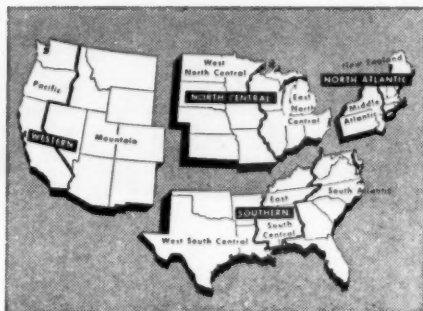 Pacific
WESTERN
Mountain
West
North Central
NORTH CENTRAL
East
North
Central
New England
NORTH ATLANTIC
Middle
Atlantic
South Atlantic
East
SOUTHERN
South
Central
West South Central